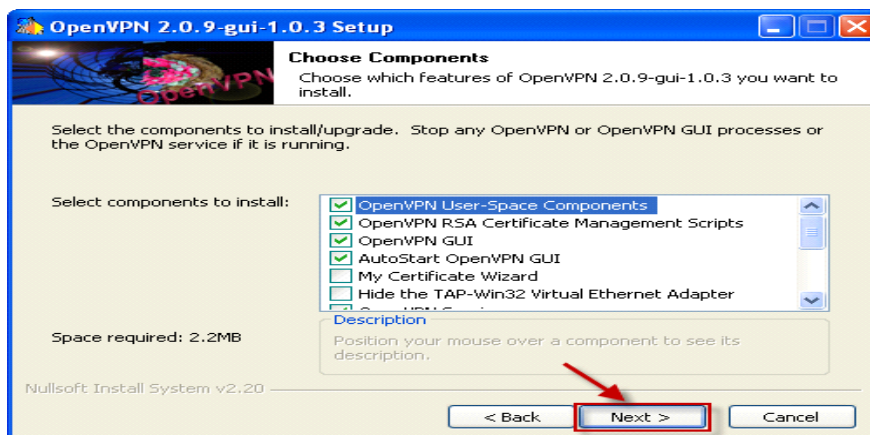 OpenVPN 2.0.9-gui-1.0.3 Setup
OpenVPN
Choose Components
Choose which features of OpenVPN 2.0.9-gui-1.0.3 you want to
install.
Select the components to install/upgrade. Stop any OpenVPN or OpenVPN GUI processes or
the OpenVPN service if it is running.
Select components to install:
OpenVPN User-Space Components
OpenVPN RSA Certificate Management Scripts
OpenVPN GUI
AutoStart OpenVPN GUI
My Certificate Wizard
Hide the TAP-Win32 Virtual Ethernet Adapter
Space required: 2.2MB
Description
Position your mouse over a component to see its
description.
Nullsoft Install System v2.20
< Back
Next >
Cancel